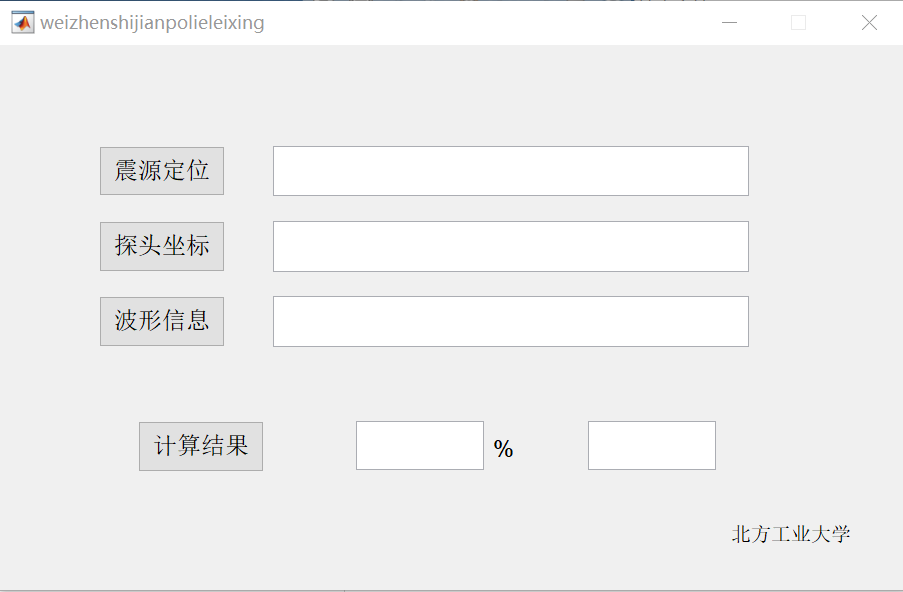 weizhenshijianpolieleixing
震源定位
探头坐标
波形信息
计算结果 %
北方工业大学